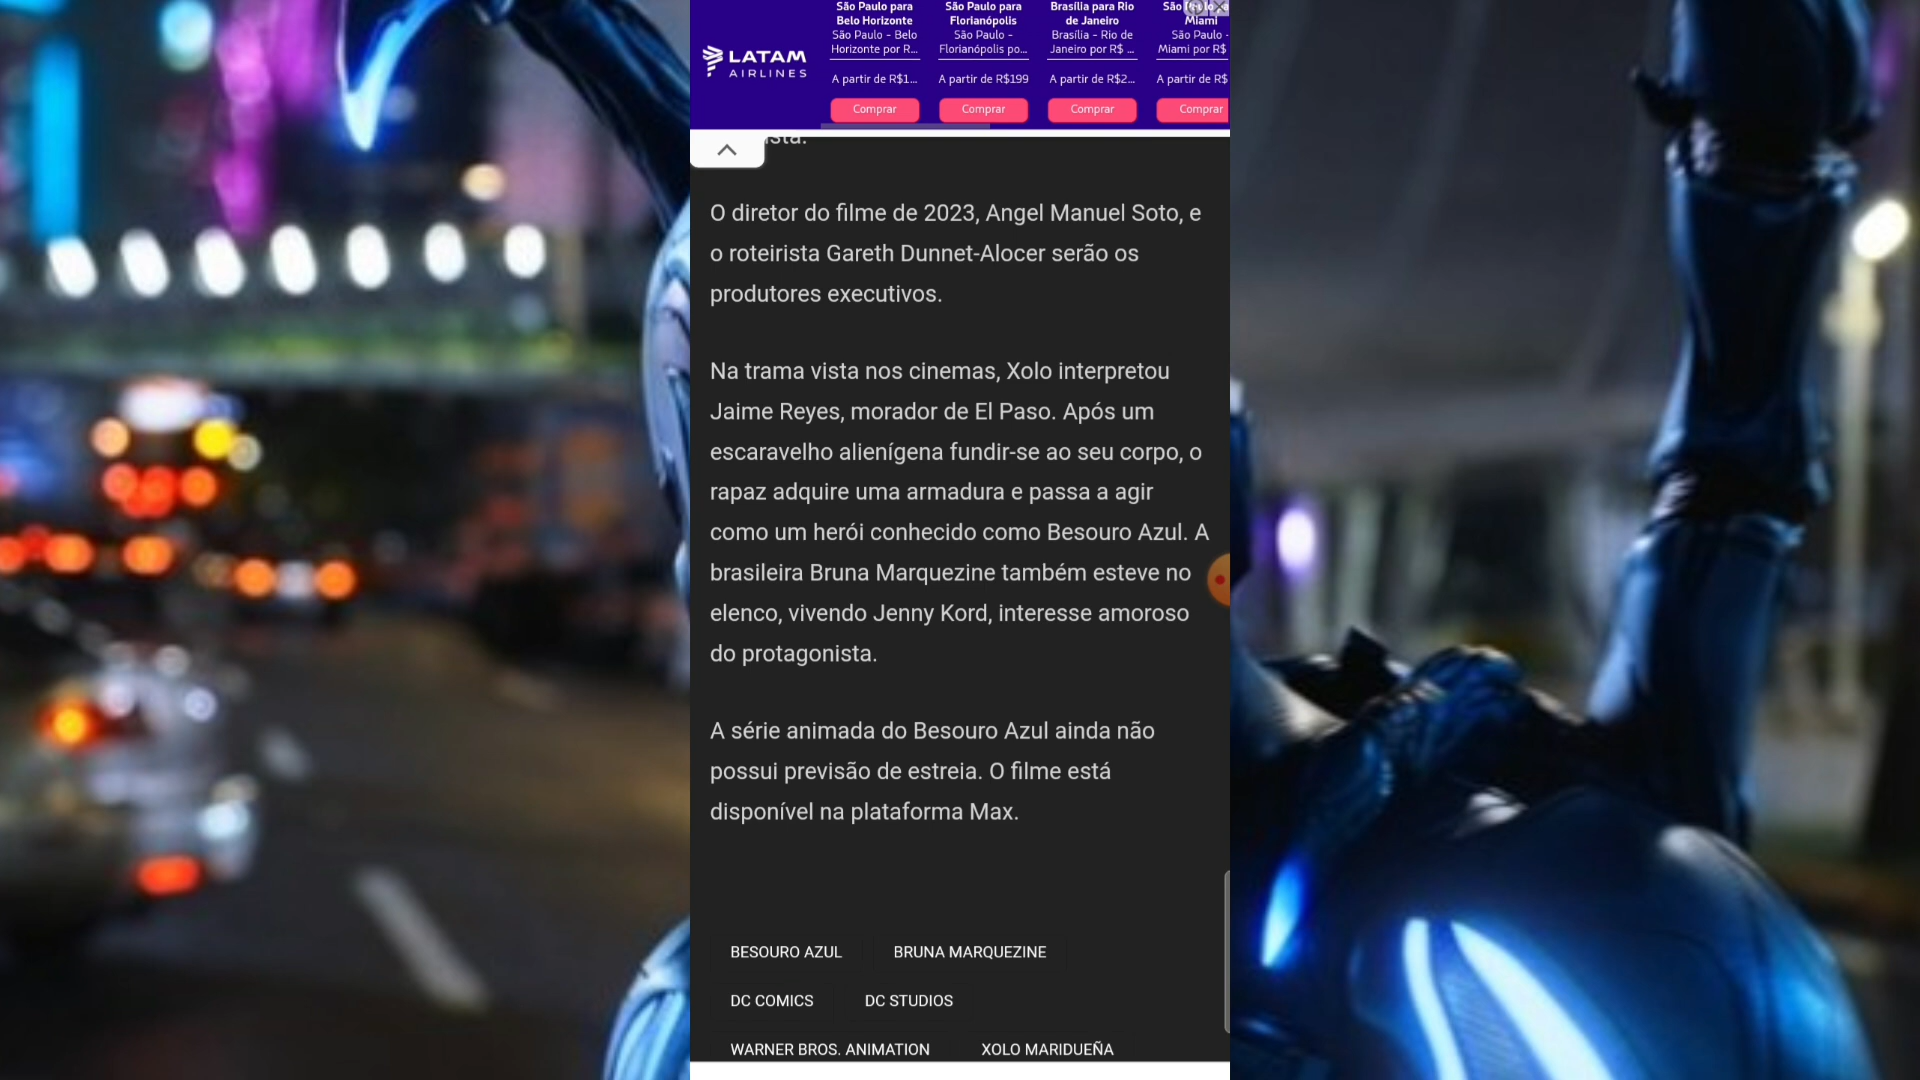 LATAM
AIRLINES
São Paulo para
Belo Horizonte
São Paulo - Belo
Horizonte por R...
A partir de R$1...
Comprar
São Paulo para
Florianópolis
São Paulo -
Florianópolis po...
A partir de R$199
Comprar
Brasília para Rio
de Janeiro
Brasília - Rio de
Janeiro por R$ ...
A partir de R$2...
Comprar
São
Miami
São Paulo -
Miami por R$
A partir de R$
Comprar
O diretor do filme de 2023, Angel Manuel Soto, e
o roteirista Gareth Dunnet-Alocer serão os
produtores executivos.
Na trama vista nos cinemas, Xolo interpretou
Jaime Reyes, morador de El Paso. Após um
escaravelho alienígena fundir-se ao seu corpo, o
rapaz adquire uma armadura e passa a agir
como um herói conhecido como Besouro Azul. A
brasileira Bruna Marquezine também esteve no
elenco, vivendo Jenny Kord, interesse amoroso
do protagonista.
A série animada do Besouro Azul ainda não
possui previsão de estreia. O filme está
disponível na plataforma Max.
BESOURO AZUL BRUNA MARQUEZINE
DC COMICS DC STUDIOS
WARNER BROS. ANIMATION XOLO MARIDUEÑA